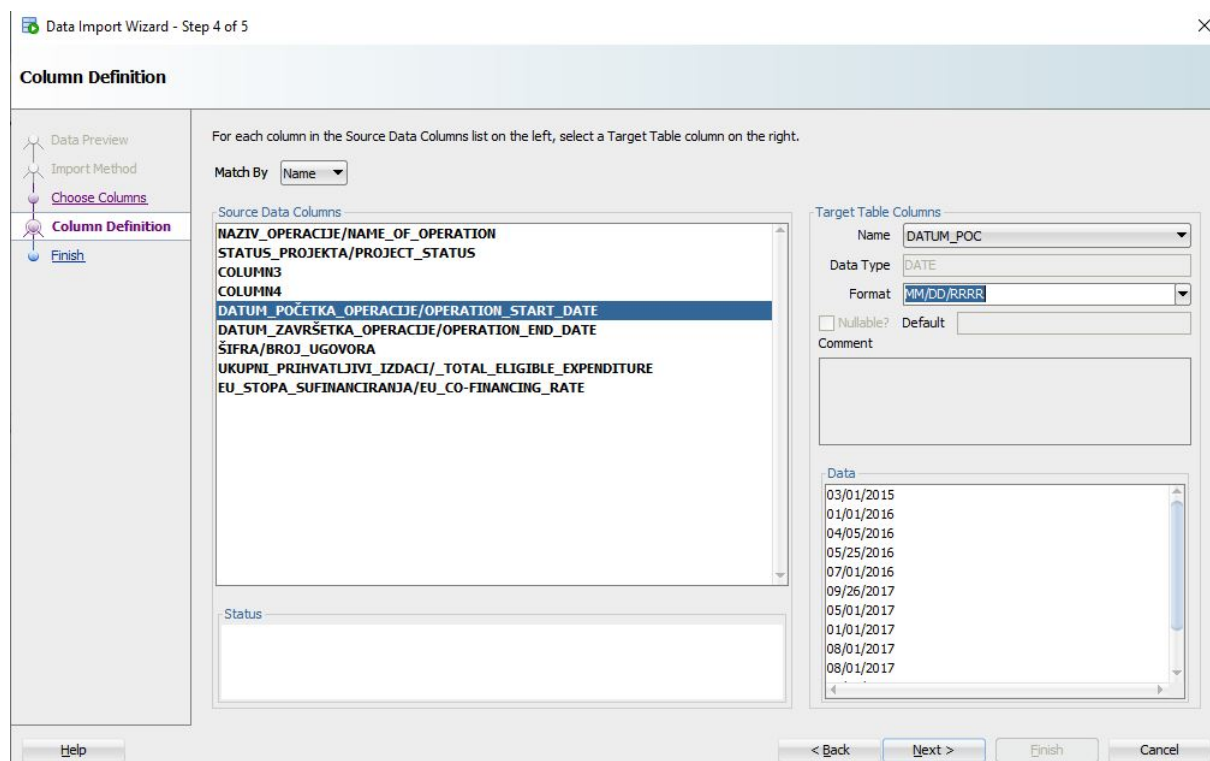 Data Import Wizard - Step 4 of 5
Column Definition
Data Preview
Import Method
Choose Columns
Column Definition
Finish
For each column in the Source Data Columns list on the left, select a Target Table column on the right.
Match By Name
Source Data Columns
NAZIV_OPERACIJE/NAME_OF_OPERATION
STATUS_PROJEKTA/PROJECT_STATUS
COLUMN3
COLUMN4
DATUM_POČETKA_OPERACIJE/OPERATION_START_DATE
DATUM_ZAVRŠETKA_OPERACIJE/OPERATION_END_DATE
ŠIFRA/BROJ_UGOVORA
UKUPNI_PRIHVATLJIVI_IZDACI/_TOTAL_ELIGIBLE_EXPENDITURE
EU_STOPA_SUFINANCIRANJA/EU_CO-FINANCING_RATE
Status
Target Table Columns
Name DATUM_POC
Data Type DATE
Format MM/DD/RRRR
Nullable? Default
Comment
Data
03/01/2015
01/01/2016
04/05/2016
05/25/2016
07/01/2016
09/26/2017
05/01/2017
01/01/2017
08/01/2017
08/01/2017
Help
< Back
Next >
Finish
Cancel